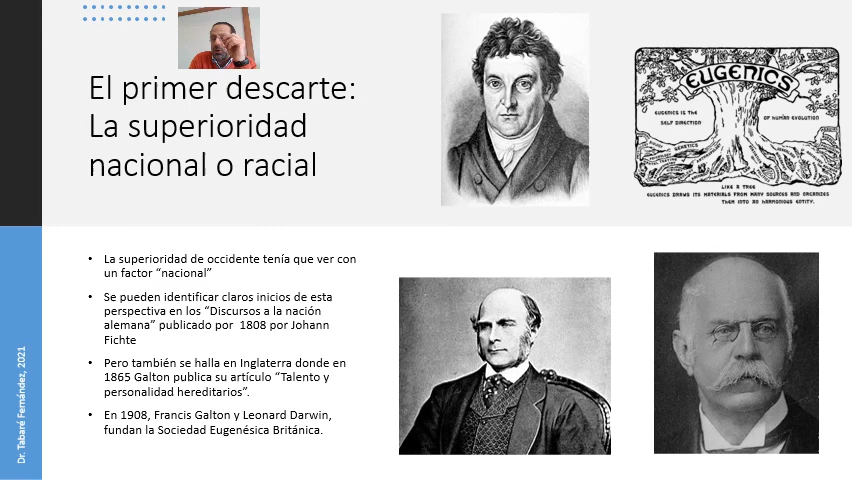 El primer descarte:
La superioridad
nacional o racial
EUGENICS
EUGENICS IS THE
SELF DIRECTION
OF HUMAN EVOLUTION
GENETICS
LIKE A TREE
EUGENICS DRAWS ITS MATERIALS FROM MANY SOURCES AND ORGANIZES
THEM INTO AN HARMONIOUS ENTITY.
• La superioridad de occidente tenía que ver con
un factor “nacional”
• Se pueden identificar claros inicios de esta
perspectiva en los “Discursos a la nación
alemana” publicado por 1808 por Johann
Fichte
• Pero también se halla en Inglaterra donde en
1865 Galton publica su artículo “Talento y
personalidad hereditarios”.
• En 1908, Francis Galton y Leonard Darwin,
fundan la Sociedad Eugenésica Británica.
Dr. Tabaré Fernández, 2021